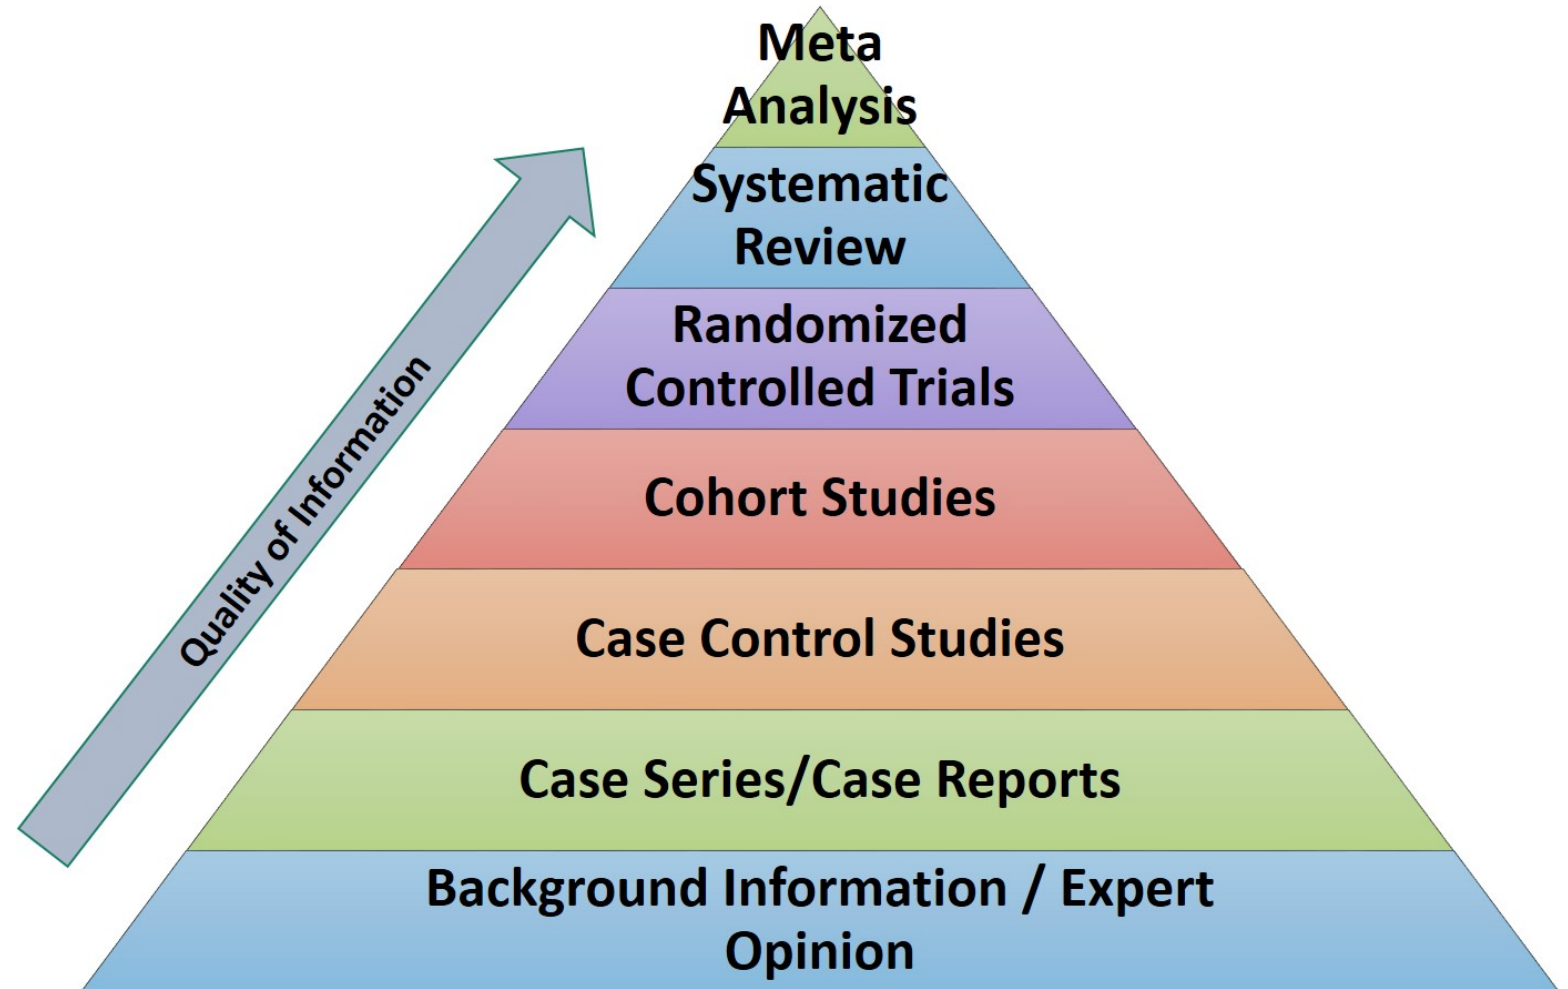 Meta
Analysis
Systematic
Review
Randomized
Controlled Trials
Quality of Information
Cohort Studies
Case Control Studies
Case Series/Case Reports
Background Information / Expert
Opinion